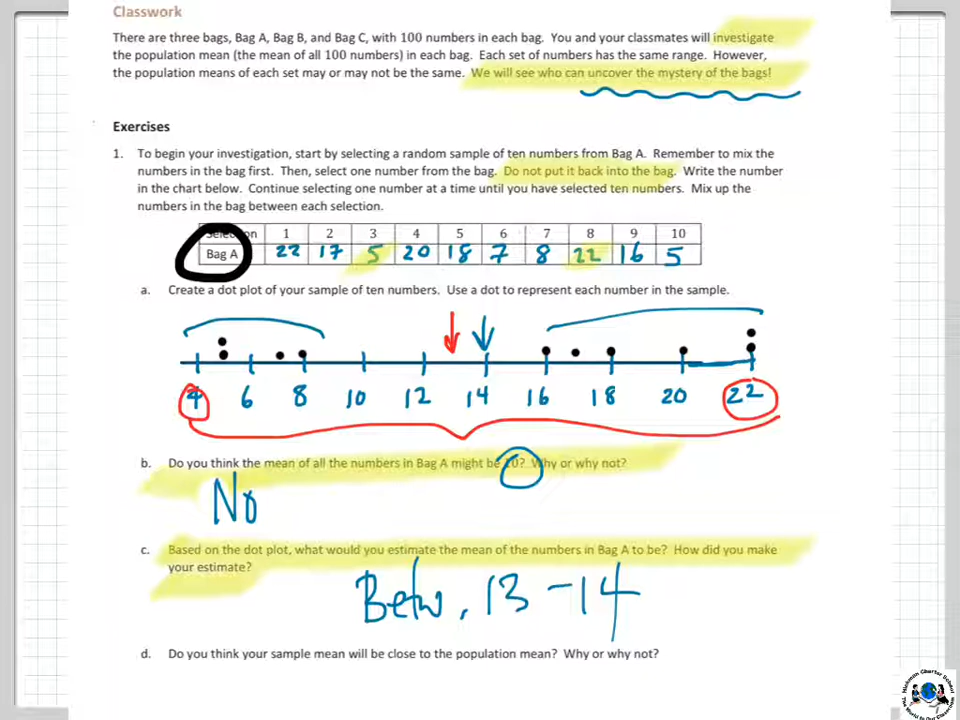 Classwork
There are three bags, Bag A, Bag B, and Bag C, with 100 numbers in each bag. You and your classmates will investigate
the population mean (the mean of all 100 numbers) in each bag. Each set of numbers has the same range. However,
the population means of each set may or may not be the same. We will see who can uncover the mystery of the bags!
Exercises
1. To begin your investigation, start by selecting a random sample of ten numbers from Bag A. Remember to mix the
numbers in the bag first. Then, select one number from the bag. Do not put it back into the bag. Write the number
in the chart below. Continue selecting one number at a time until you have selected ten numbers. Mix up the
numbers in the bag between each selection.
Selection 1 2 3 4 5 6 7 8 9 10
Bag A 22 17 5 20 18 7 8 22 16 5
a. Create a dot plot of your sample of ten numbers. Use a dot to represent each number in the sample.
4 6 8 10 12 14 16 18 20 22
b. Do you think the mean of all the numbers in Bag A might be 10? Why or why not?
No
c. Based on the dot plot, what would you estimate the mean of the numbers in Bag A to be? How did you make
your estimate?
Betw. 13 - 14
d. Do you think your sample mean will be close to the population mean? Why or why not?
Hickman Charter School